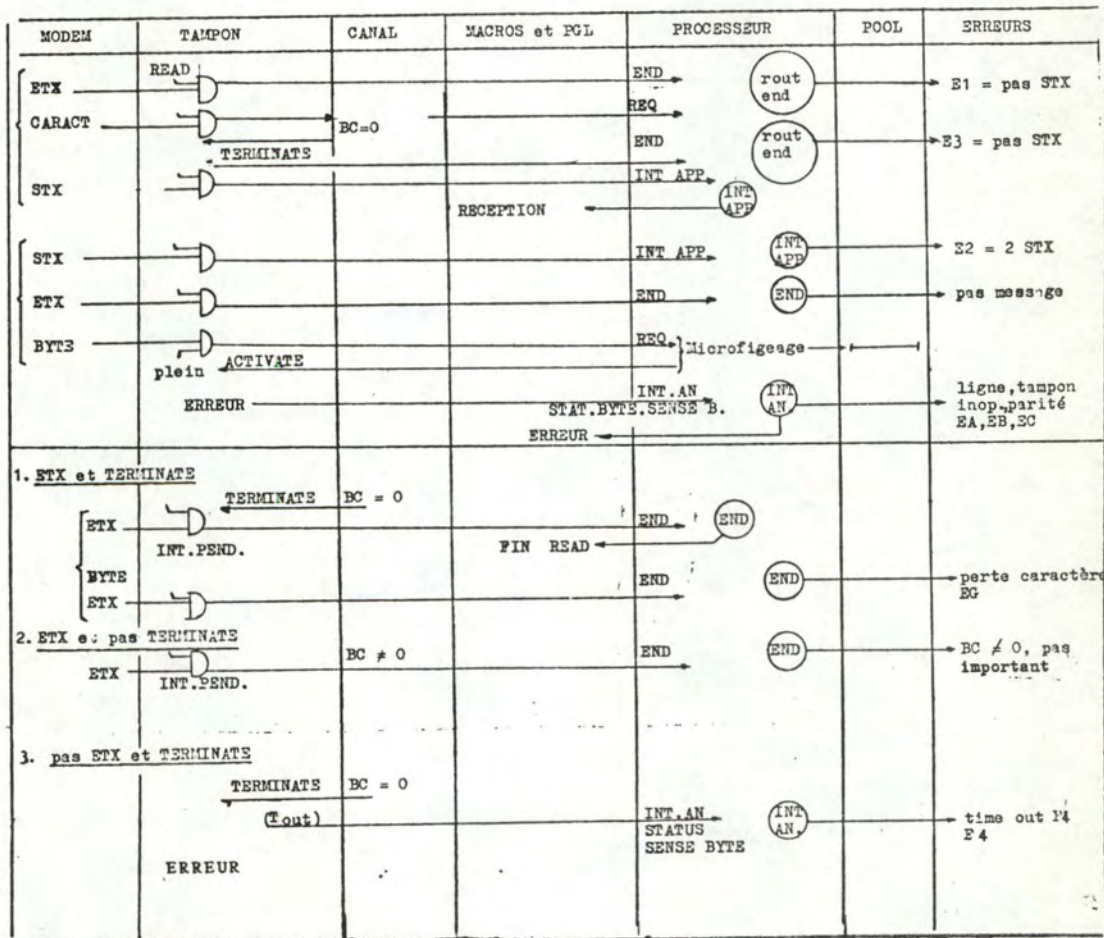 MODEM TAMPON CANAL MACROS et PGL PROCESSEUR POOL ERREURS
READ END rout end
ETX E1 = pas STX
CARACT BC=0 REQ
END rout end E3 = pas STX
TERMINATE
STX INT APP
RECEPTION INT APP
STX INT APP INT APP E2 = 2 STX
ETX END END pas message
BYTE REQ Microfigeage
plein ACTIVATE
ERREUR INT.AN INT AN. ligne, tampon
STAT.BYTE.SENSE B. inop, parité
ERREUR EA,EB,EC
1. ETX et TERMINATE
TERMINATE BC = 0
ETX END END
INT.PEND. FIN READ
BYTE END END perte caractère
ETX EG
2. ETX et pas TERMINATE
BC ≠ 0 END END BC ≠ 0, pas
ETX important
INT.PEND.
3. pas ETX et TERMINATE
TERMINATE BC = 0
(Tout) INT.AN INT AN. time out
STATUS
SENSE BYTE
ERREUR